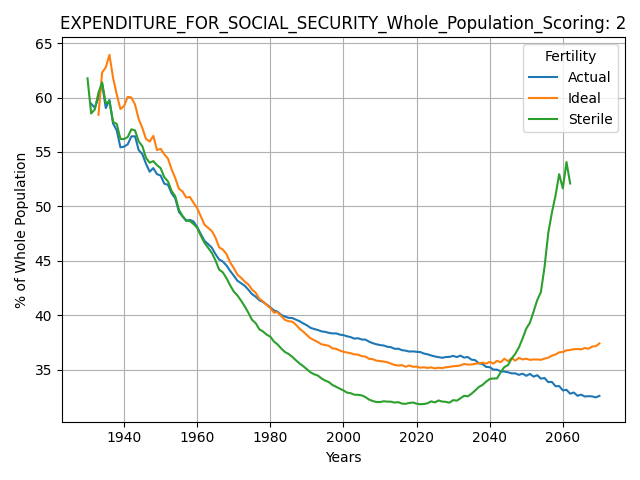 EXPENDITURE_FOR_SOCIAL_SECURITY_Whole_Population_Scoring: 2
65
60
55
50
45
40
35
% of Whole Population
Fertility
Actual
Ideal
Sterile
1940 1960 1980 2000 2020 2040 2060
Years